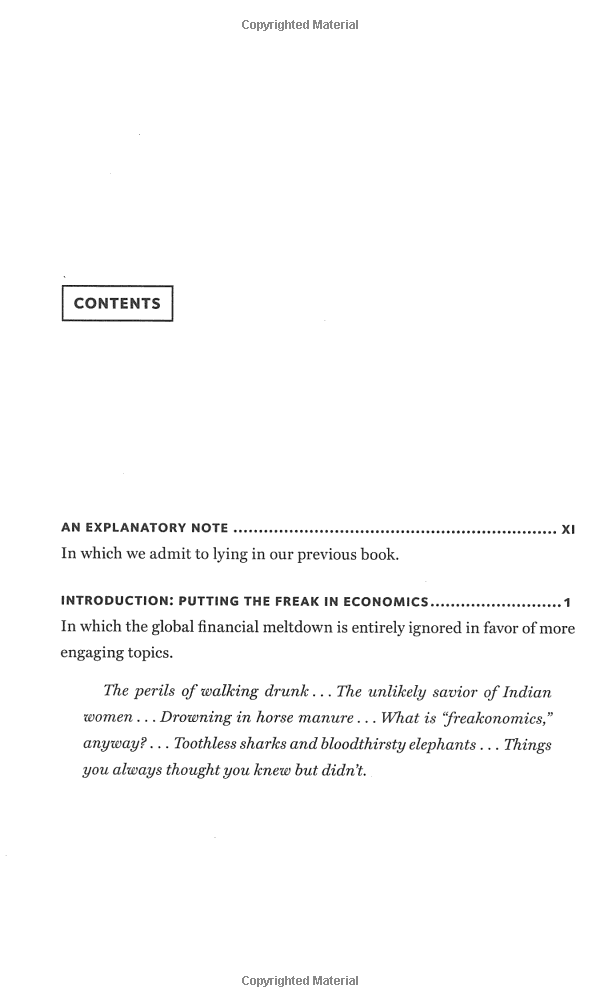 Copyrighted Material
CONTENTS
AN EXPLANATORY NOTE ................................................................ XI
In which we admit to lying in our previous book.
INTRODUCTION: PUTTING THE FREAK IN ECONOMICS..........................1
In which the global financial meltdown is entirely ignored in favor of more
engaging topics.
The perils of walking drunk . . . The unlikely savior of Indian
women . . . Drowning in horse manure . . . What is “freakonomics,”
anyway? . . . Toothless sharks and bloodthirsty elephants . . . Things
you always thought you knew but didn’t.
Copyrighted Material